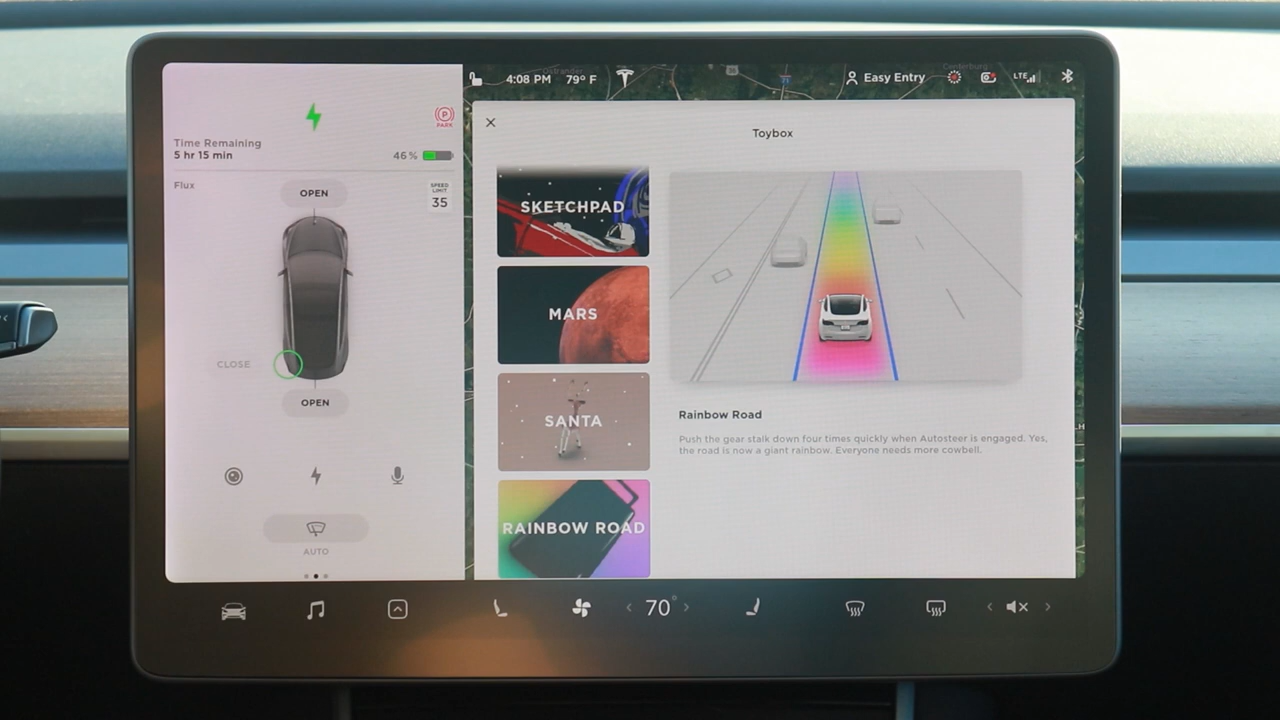 4:08 PM 79° F
Easy Entry
LTE
P
PARK
Time Remaining
5 hr 15 min
46 %
Flux
SPEED
LIMIT
35
OPEN
CLOSE
OPEN
AUTO
Toybox
SKETCHPAD
MARS
SANTA
RAINBOW ROAD
Rainbow Road
Push the gear stalk down four times quickly when Autosteer is engaged. Yes,
the road is now a giant rainbow. Everyone needs more cowbell.
70°